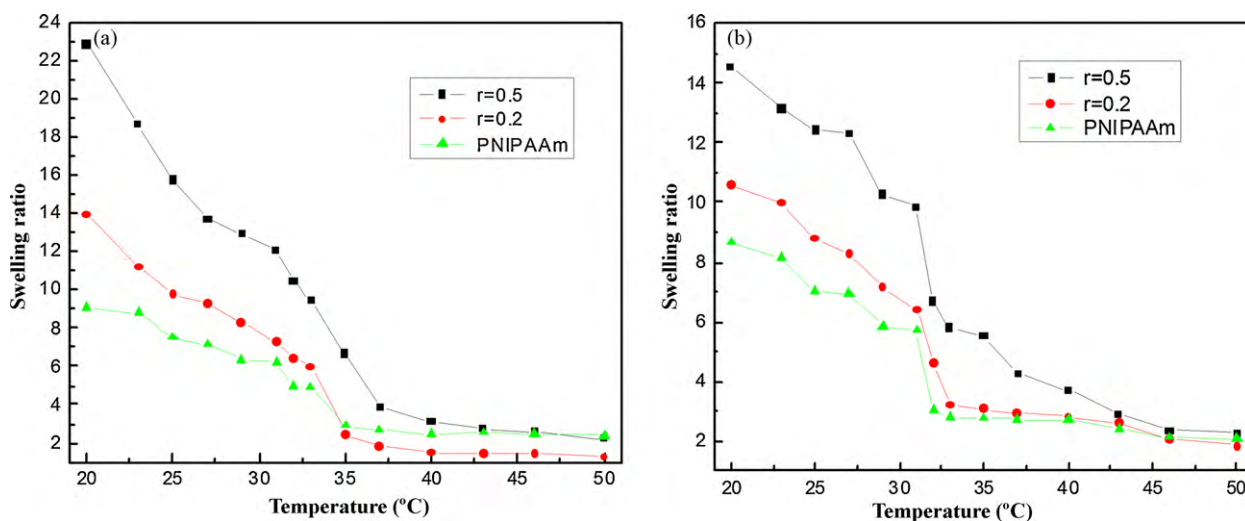 (a)
24
22
20
18
16
14
12
10
8
6
4
2
Swelling ratio
r=0.5
r=0.2
PNIPAAm
20 25 30 35 40 45 50
Temperature (ºC)
(b)
16
14
12
10
8
6
4
2
Swelling ratio
r=0.5
r=0.2
PNIPAAm
20 25 30 35 40 45 50
Temperature (ºC)